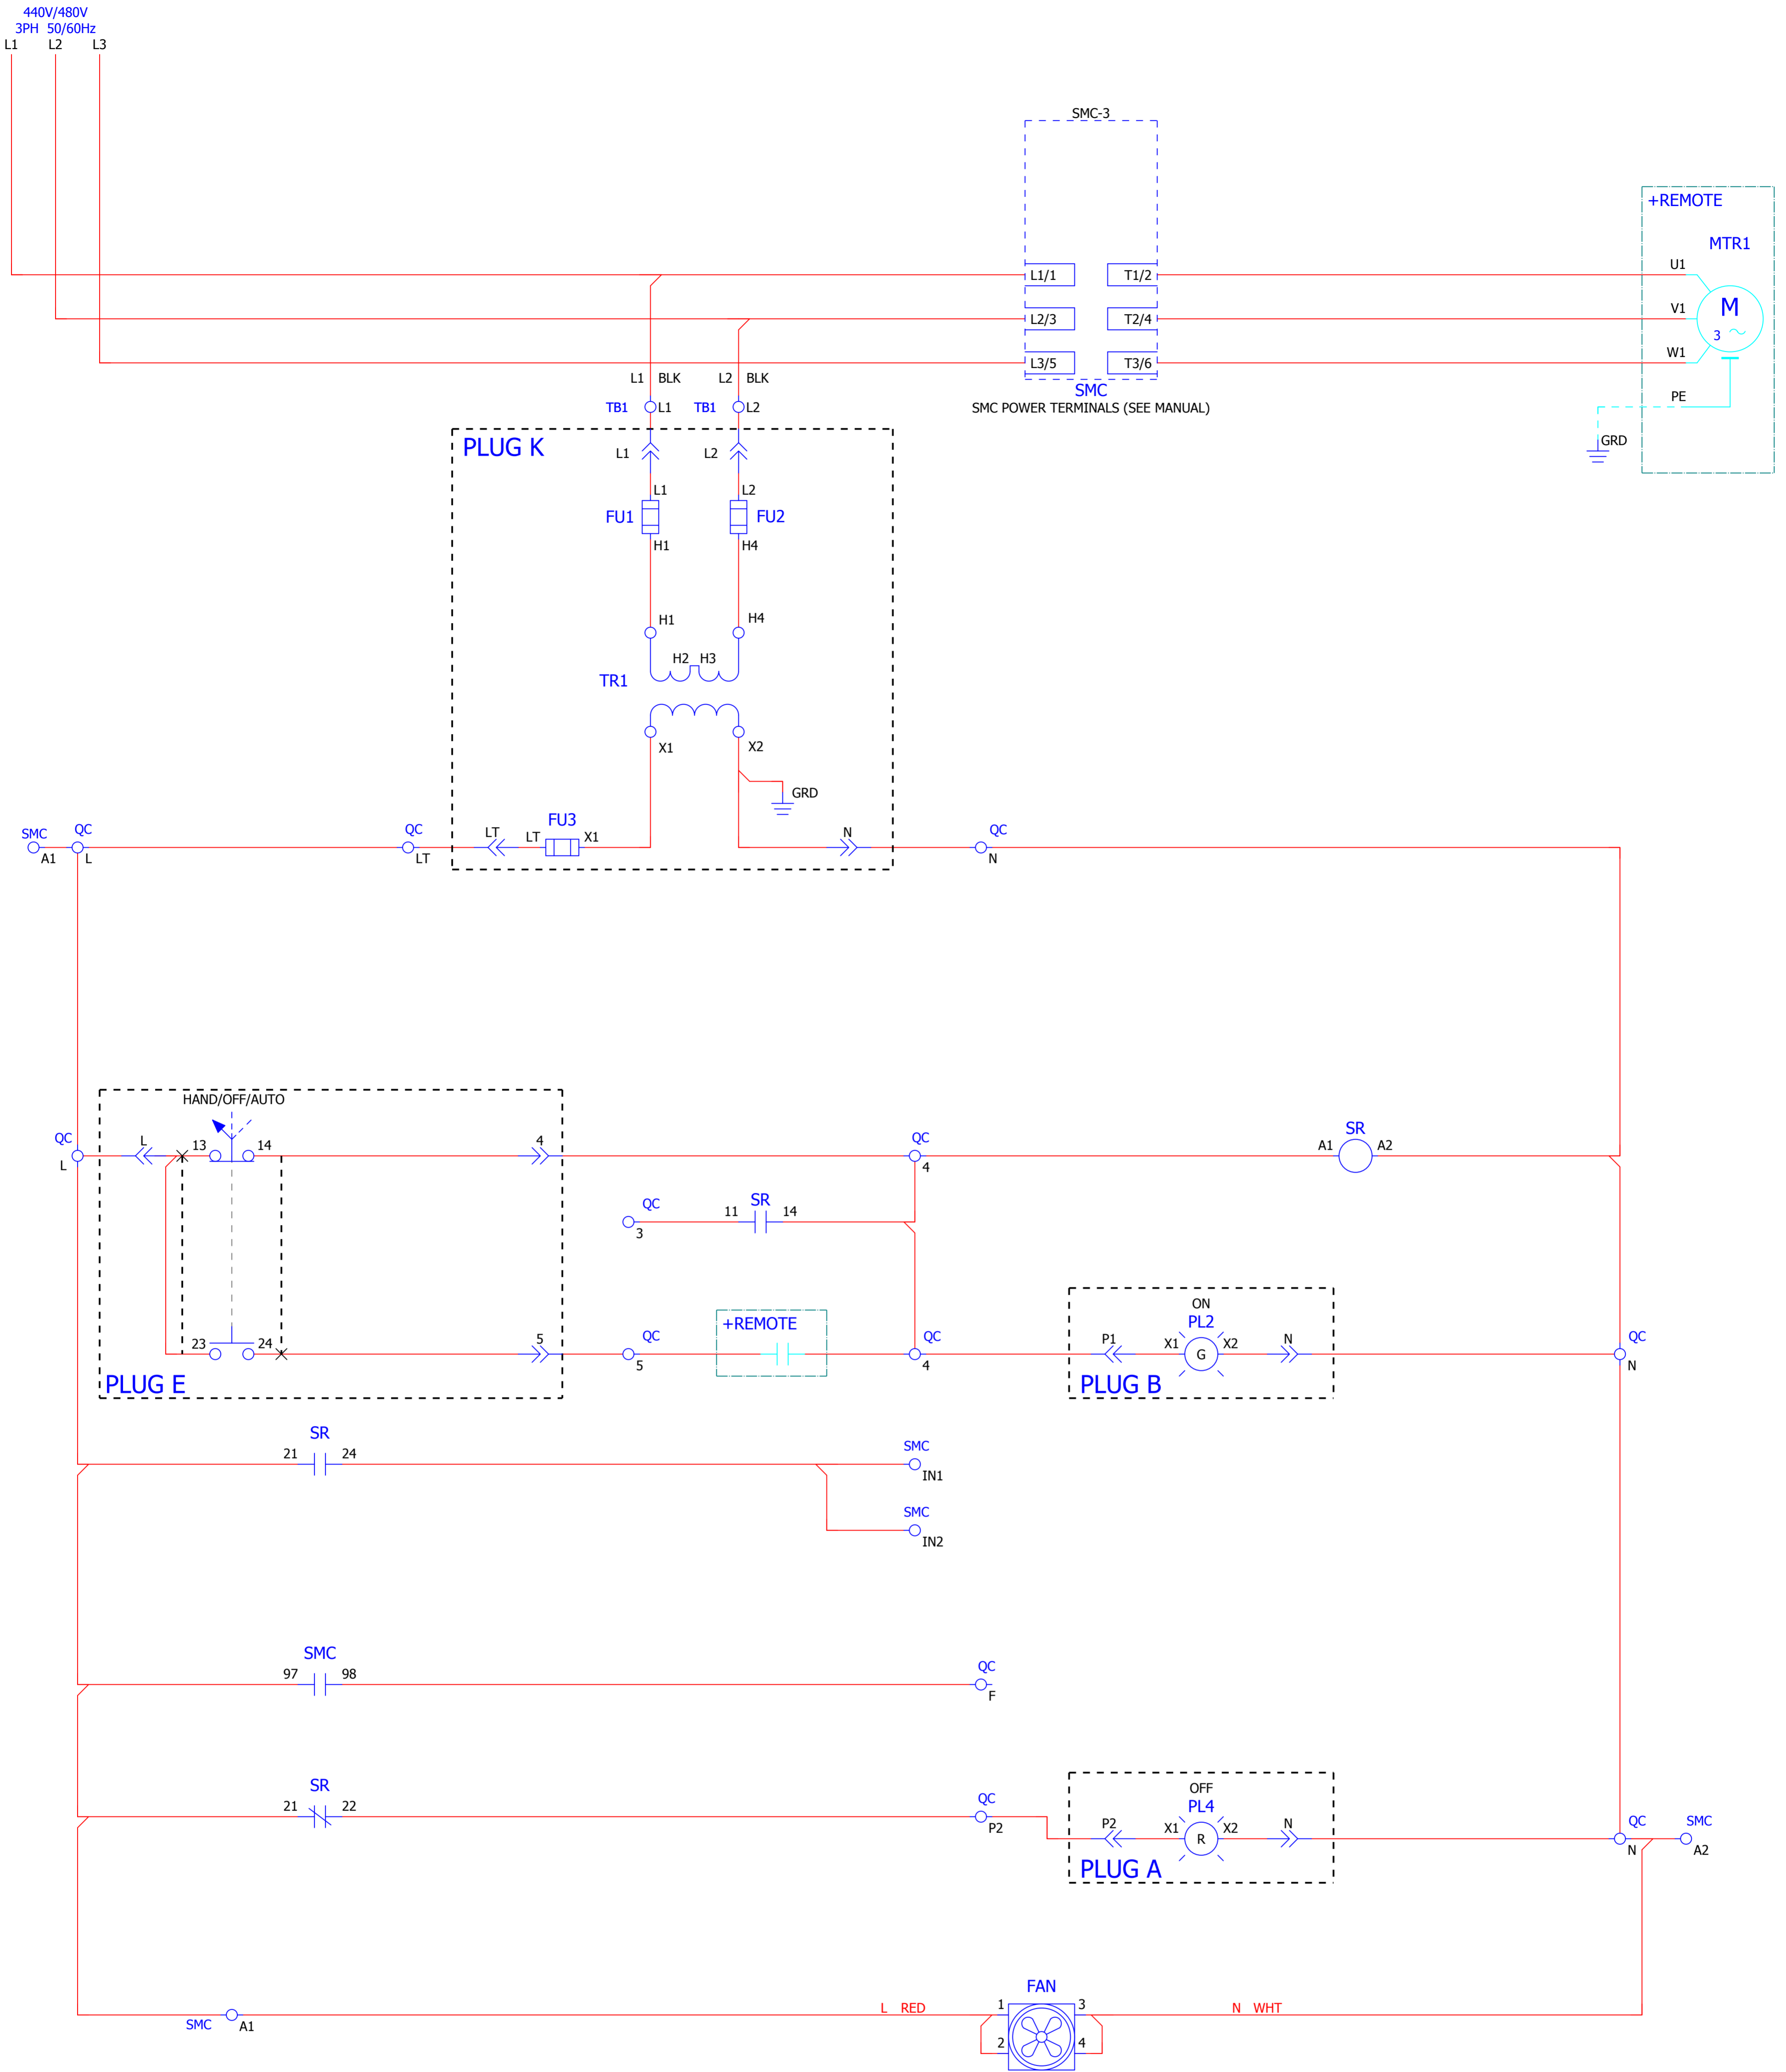 440V/480V
3PH 50/60Hz
L1 L2 L3
SMC-3
+REMOTE
MTR1
L1/1 T1/2 U1
L2/3 T2/4 V1
M
3
L3/5 T3/6 W1
SMC
SMC POWER TERMINALS (SEE MANUAL)
PE
GRD
L1 BLK L2 BLK
TB1 L1 TB1 L2
PLUG K
L1 L2
L1 L2
FU1 FU2
H1 H4
H1 H4
H2 H3
TR1
X1 X2
GRD
SMC QC QC LT LT FU3 X1 N QC
A1 L LT N
HAND/OFF/AUTO
QC L 13 14 4 QC A1 SR A2
L 4
QC 11 SR 14
3
+REMOTE
ON
PL2
23 24 5 QC QC P1 X1 G X2 N QC
5 4 N
PLUG E PLUG B
SR
21 24 SMC
IN1
SMC
IN2
SMC
97 98 QC
F
SR
21 22 QC
P2
OFF
PL4
P2 X1 R X2 N QC SMC
N A2
PLUG A
FAN
L RED 1 3 N WHT
SMC A1
2 4